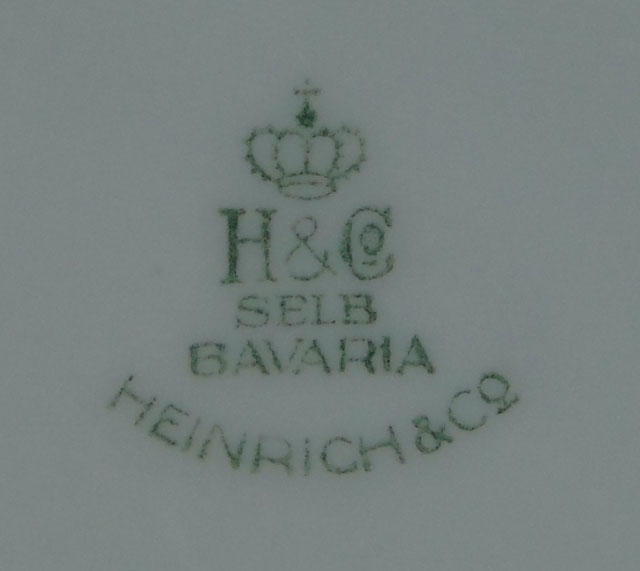 H & Co
SELB
BAVARIA
HEINRICH & Co